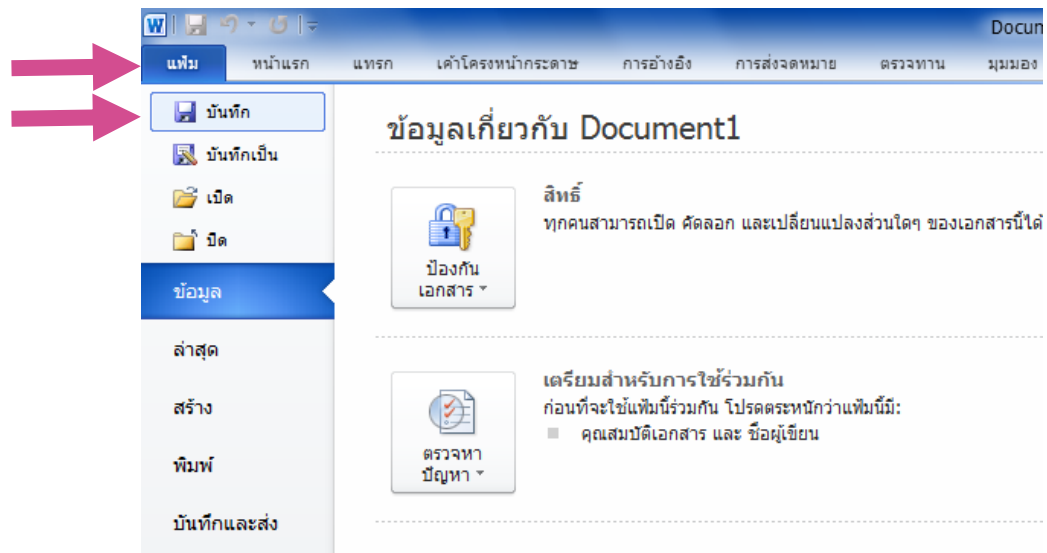 W
Docum
แฟ้ม หน้าแรก แทรก เค้าโครงหน้ากระดาษ การอ้างอิง การส่งจดหมาย ตรวจทาน มุมมอง
บันทึก
บันทึกเป็น
เปิด
ปิด
ข้อมูล
ล่าสุด
สร้าง
พิมพ์
บันทึกและส่ง
ข้อมูลเกี่ยวกับ Document1
ป้องกัน
เอกสาร
สิทธิ์
ทุกคนสามารถเปิด คัดลอก และเปลี่ยนแปลงส่วนใดๆ ของเอกสารนี้ได้
ตรวจหา
ปัญหา
เตรียมสำหรับการใช้ร่วมกัน
ก่อนที่จะใช้แฟ้มนี้ร่วมกัน โปรดตระหนักว่าแฟ้มนี้มี:
คุณสมบัติเอกสาร และ ชื่อผู้เขียน